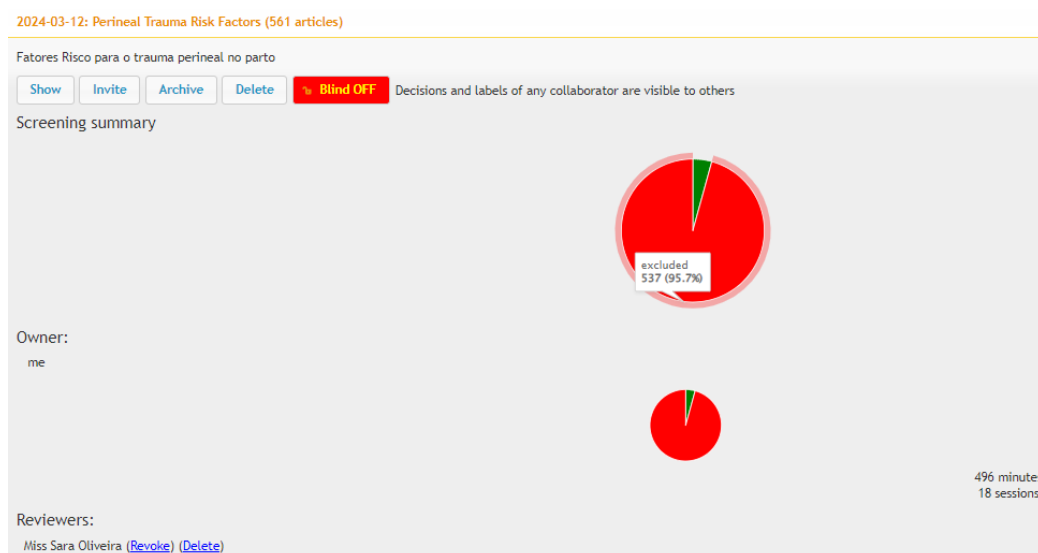 2024-03-12: Perineal Trauma Risk Factors (561 articles)
Fatores Risco para o trauma perineal no parto
Show Invite Archive Delete Blind OFF Decisions and labels of any collaborator are visible to others
Screening summary
excluded
537 (95.7%)
Owner:
me
496 minutes
18 sessions
Reviewers:
Miss Sara Oliveira (Revoke) (Delete)